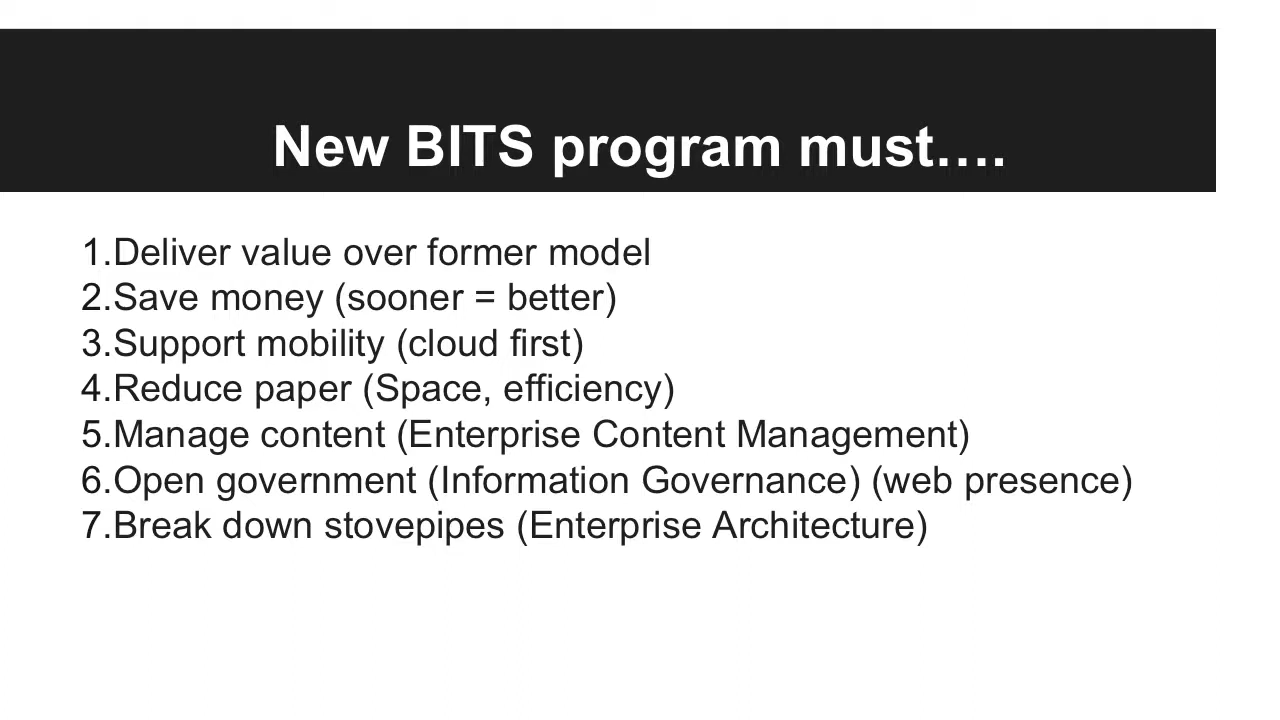 New BITS program must….
1.Deliver value over former model
2.Save money (sooner = better)
3.Support mobility (cloud first)
4.Reduce paper (Space, efficiency)
5.Manage content (Enterprise Content Management)
6.Open government (Information Governance) (web presence)
7.Break down stovepipes (Enterprise Architecture)